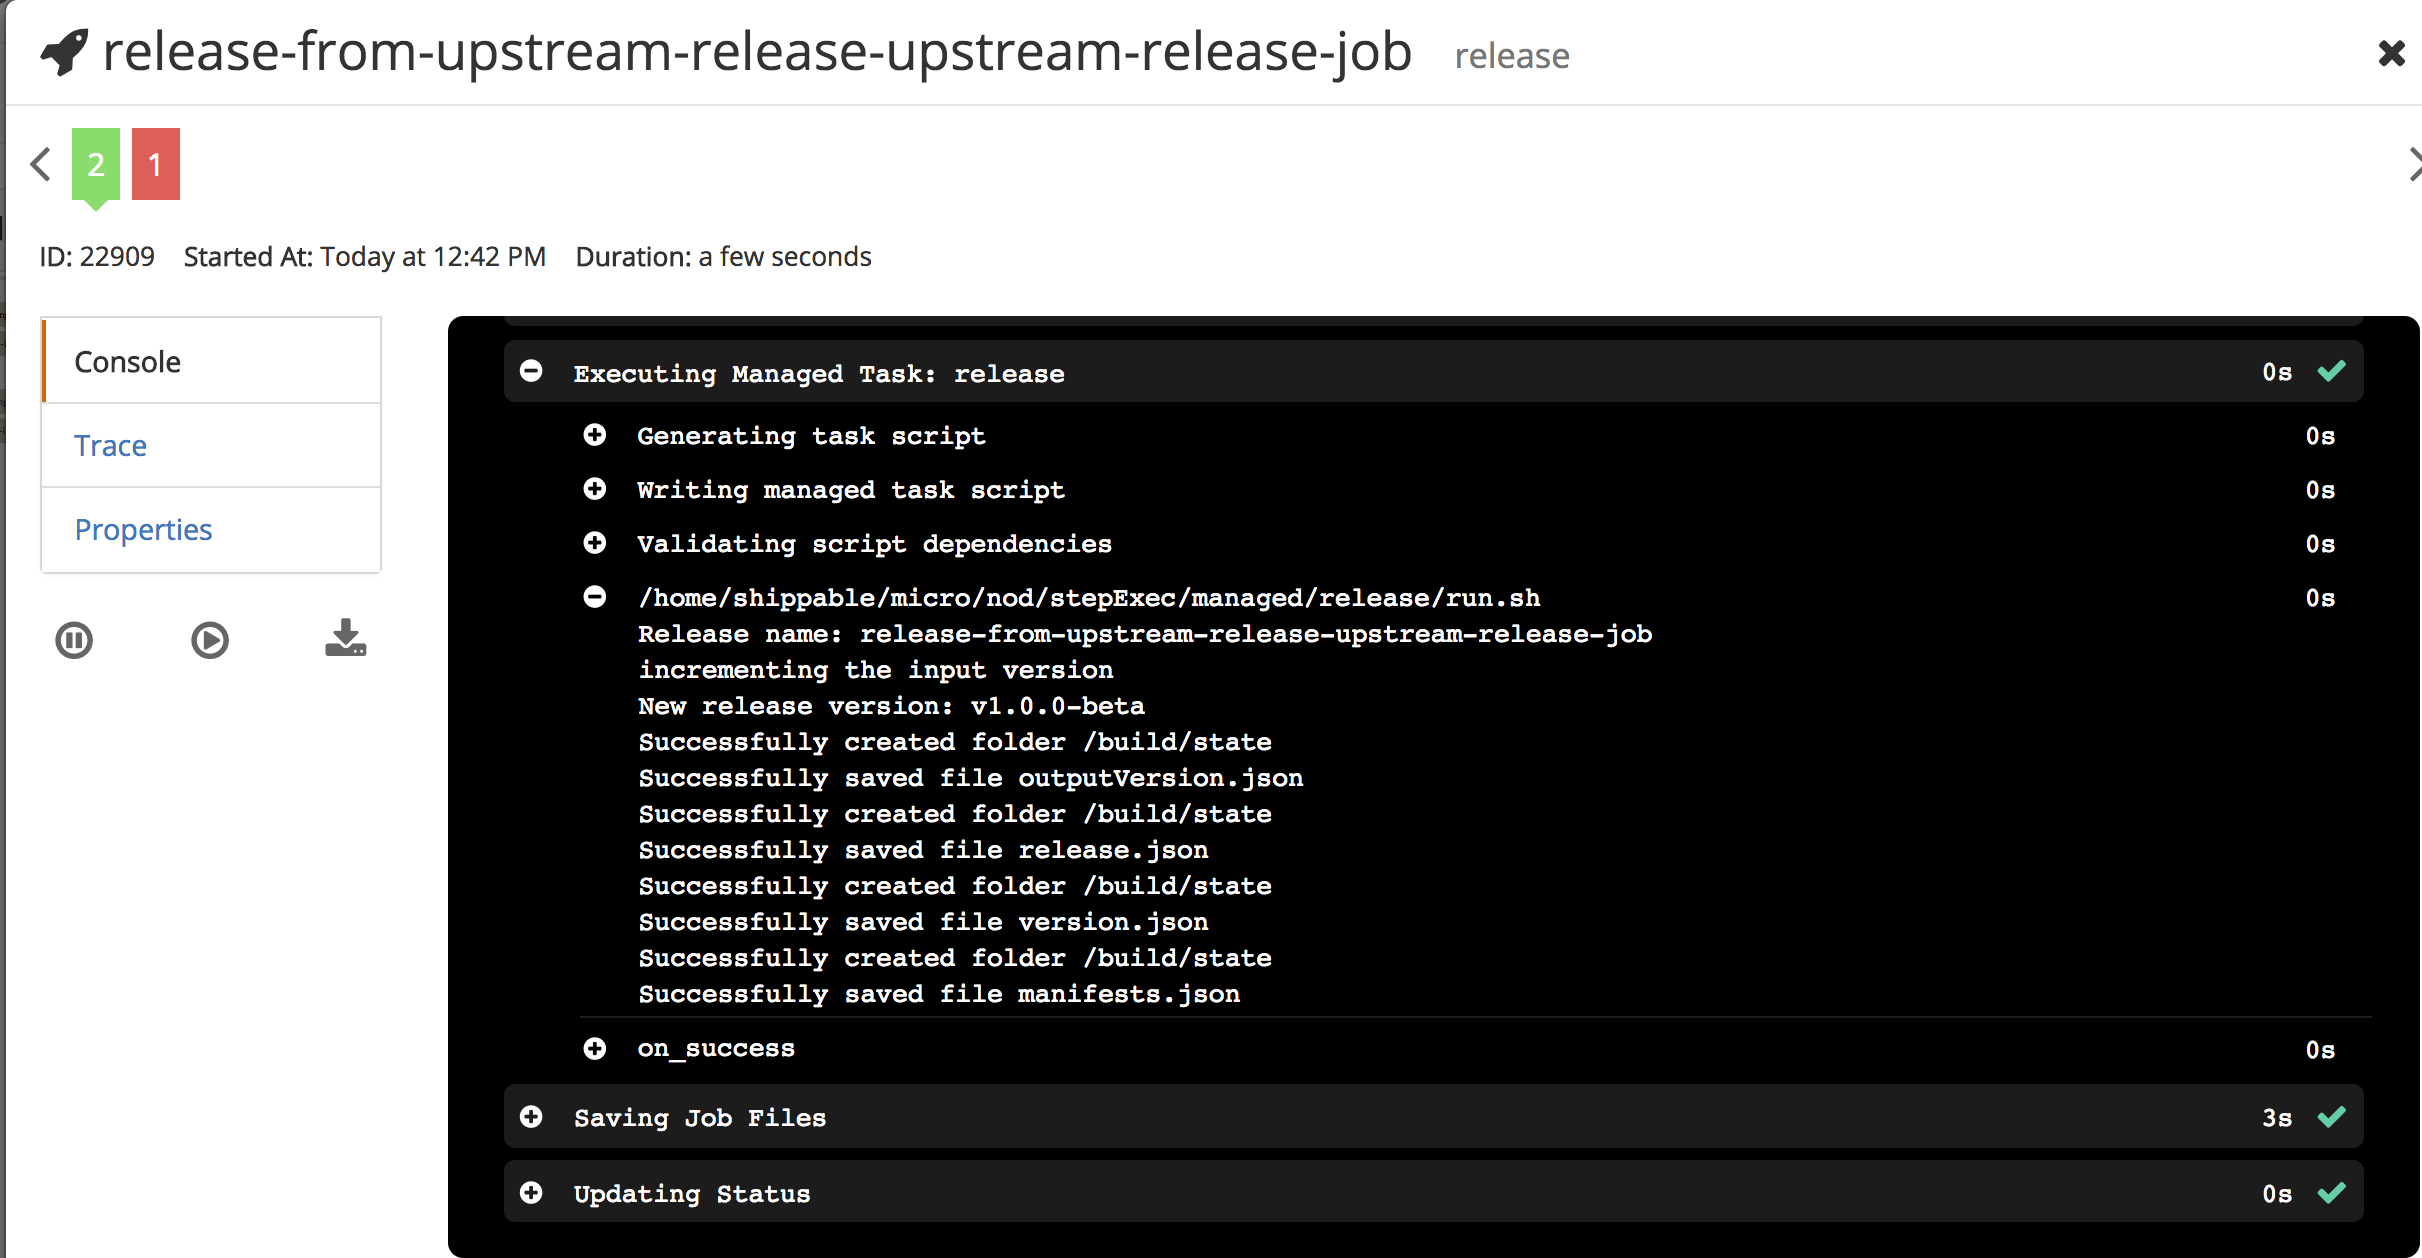 release-from-upstream-release-upstream-release-job release
2 1
ID: 22909 Started At: Today at 12:42 PM Duration: a few seconds
Console
Trace
Properties
Executing Managed Task: release 0s
Generating task script 0s
Writing managed task script 0s
Validating script dependencies 0s
/home/shippable/micro/nod/stepExec/managed/release/run.sh 0s
Release name: release-from-upstream-release-upstream-release-job
incrementing the input version
New release version: v1.0.0-beta
Successfully created folder /build/state
Successfully saved file outputVersion.json
Successfully created folder /build/state
Successfully saved file release.json
Successfully created folder /build/state
Successfully saved file version.json
Successfully created folder /build/state
Successfully saved file manifests.json
on_success 0s
Saving Job Files 3s
Updating Status 0s